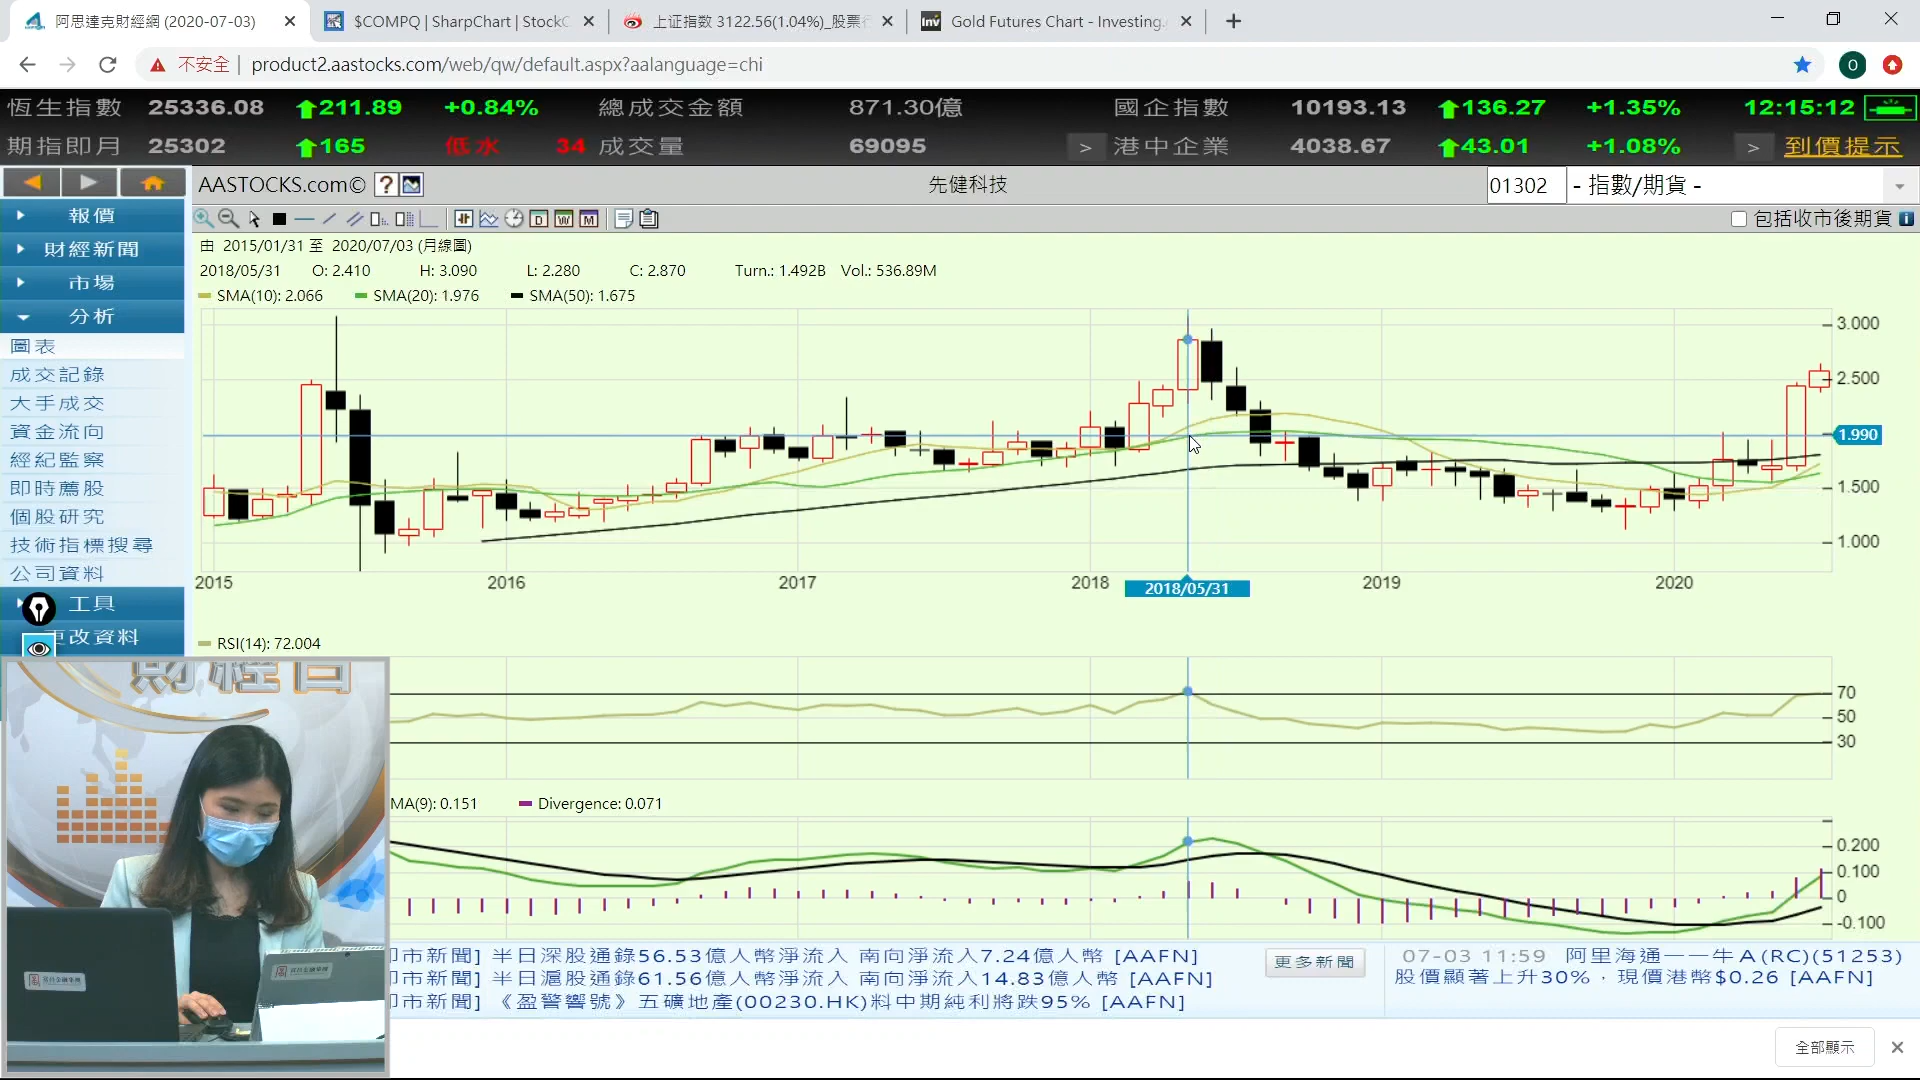 阿思達克財經網 (2020-07-03)
$COMPQ | SharpChart | StockC
上证指数 3122.56(1.04%)_股票行
Gold Futures Chart - Investing.
不安全
product2.aastocks.com/web/qw/default.aspx?aalanguage=chi
O
恆生指數 25336.08 211.89 +0.84% 總成交金額 871.30億 國企指數 10193.13 136.27 +1.35% 12:15:12
期指即月 25302 165 低水 34 成交量 69095 > 港中企業 4038.67 43.01 +1.08% > 到價提示
AASTOCKS.com© ? 先健科技 01302 - 指數/期貨 -
D W M 包括收市後期貨 i
報價
財經新聞
市場
分析
圖表
成交記錄
大手成交
資金流向
經紀監察
即時薦股
個股研究
技術指標搜尋
公司資料
工具
更改資料
由 2015/01/31 至 2020/07/03 (月線圖)
2018/05/31 O: 2.410 H: 3.090 L: 2.280 C: 2.870 Turn.: 1.492B Vol.: 536.89M
SMA(10): 2.066 SMA(20): 1.976 SMA(50): 1.675
3.000
2.500
1.990
1.500
1.000
2015 2016 2017 2018 2018/05/31 2019 2020
RSI(14): 72.004
70
50
30
MA(9): 0.151 Divergence: 0.071
0.200
0.100
0
-0.100
財經台
市新聞] 半日深股通錄56.53億人幣淨流入 南向淨流入7.24億人幣 [AAFN]
市新聞] 半日滬股通錄61.56億人幣淨流入 南向淨流入14.83億人幣 [AAFN]
市新聞] 《盈警響號》五礦地產(00230.HK)料中期純利將跌95% [AAFN]
更多新聞
07-03 11:59 阿里海通一一牛A(RC)(51253)
股價顯著上升30%，現價港幣$0.26 [AAFN]
全部顯示